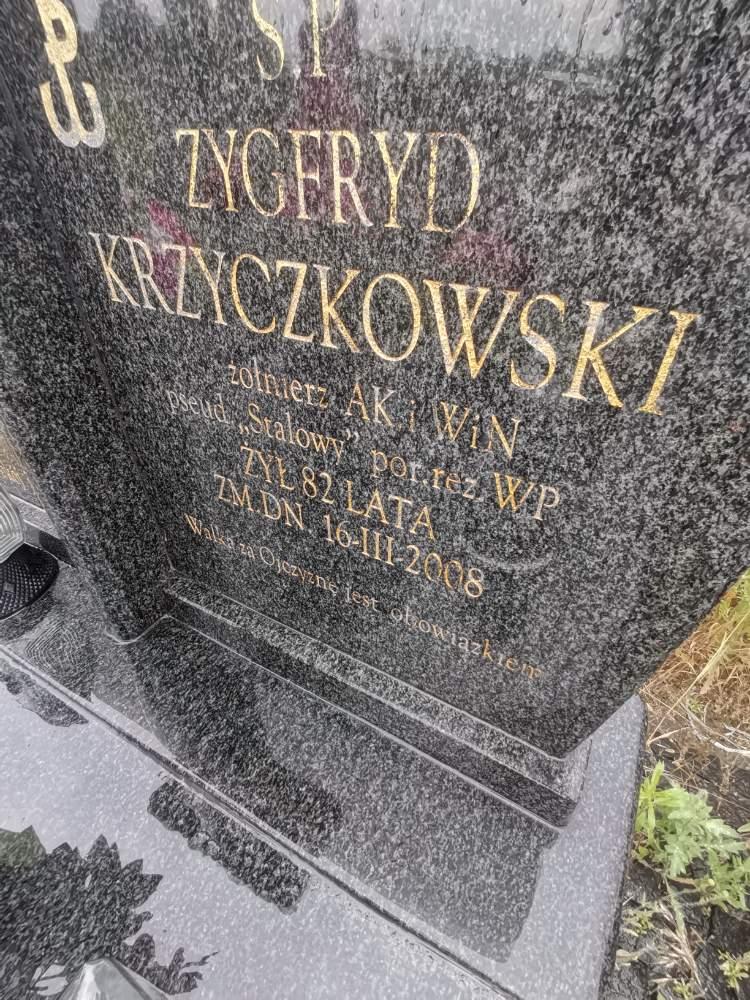 Ś.P
ZYGFRYD
KRZYCZKOWSKI
żołnierz AK i WiN
pseud. „Stalowy” por.rez. WP
ŻYŁ 82 LATA
ZM.DN. 16-III-2008
Walka za Ojczyznę jest obowiązkiem